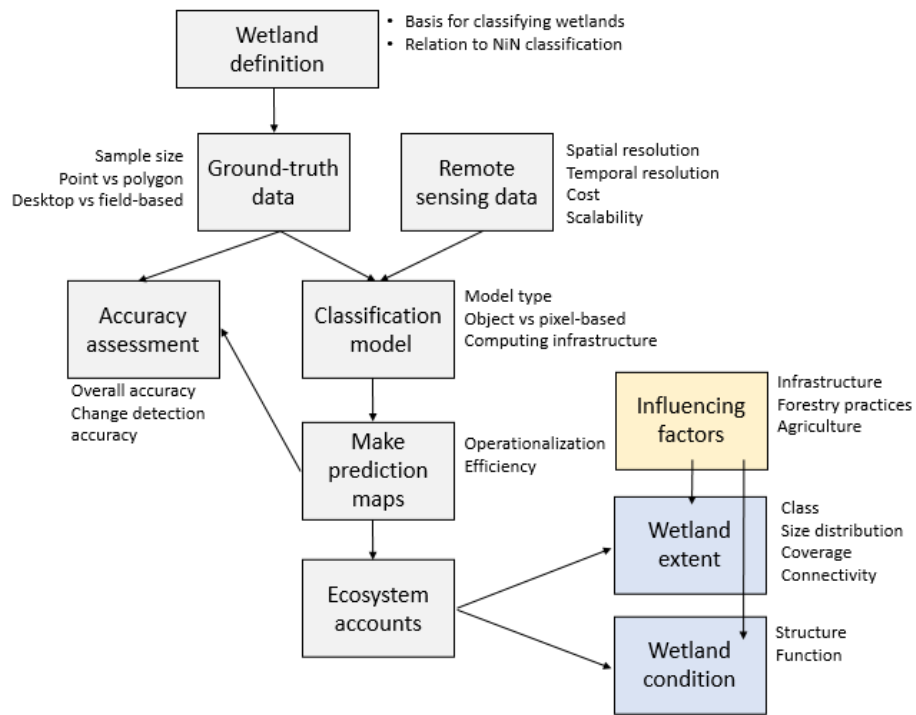 Wetland
definition
• Basis for classifying wetlands
• Relation to NiN classification
Sample size
Point vs polygon
Desktop vs field-based
Ground-truth
data
Remote
sensing data
Spatial resolution
Temporal resolution
Cost
Scalability
Accuracy
assessment
Overall accuracy
Change detection
accuracy
Classification
model
Model type
Object vs pixel-based
Computing infrastructure
Influencing
factors
Infrastructure
Forestry practices
Agriculture
Make
prediction
maps
Operationalization
Efficiency
Wetland
extent
Class
Size distribution
Coverage
Connectivity
Ecosystem
accounts
Wetland
condition
Structure
Function